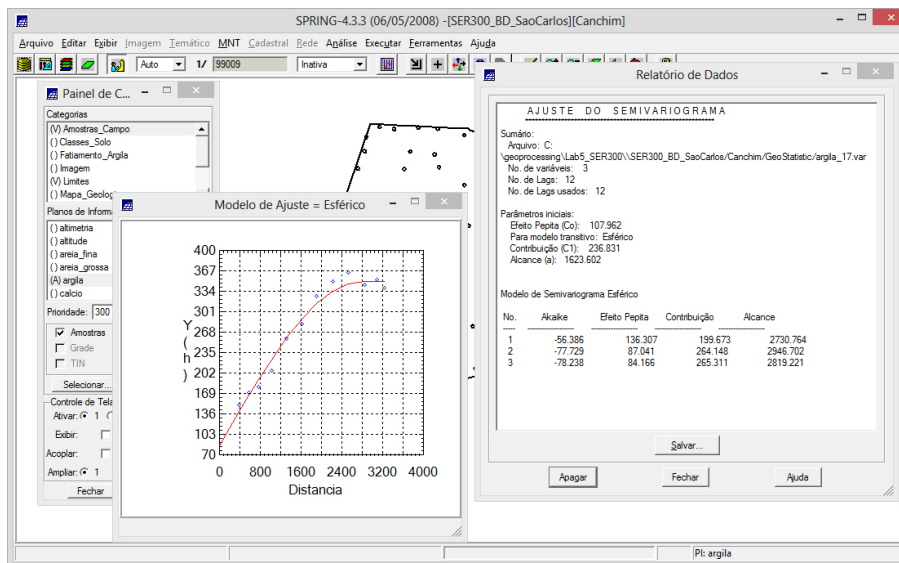 SPRING-4.3.3 (06/05/2008) -[SER300_BD_SaoCarlos][Canchim]
Arquivo Editar Exibir Imagem Temático MNT Cadastral Rede Análise Executar Ferramentas Ajuda
Auto 1/ 99009 Inativa
Painel de C...
Categorias
(V) Amostras_Campo
( ) Classes_Solo
( ) Fatiamento_Argila
( ) Imagem
(V) Limites
( ) Mapa_Geolog
Planos de Informa
( ) altimetria
( ) altitude
( ) areia_fina
( ) areia_grossa
(A) argila
( ) calcio
Prioridade: 300
Amostras
Grade
TIN
Selecionar...
Controle de Tela
Ativar: 1
Exibir:
Acoplar:
Ampliar: 1
Fechar
Modelo de Ajuste = Esférico
400
367
334
301
268
235
202
169
136
103
70
Y
(
h
)
0 800 1600 2400 3200 4000
Distancia
Relatório de Dados
AJUSTE DO SEMIVARIOGRAMA
Sumário:
Arquivo: C:
\geoprocessing\Lab5_SER300\\SER300_BD_SaoCarlos/Canchim/GeoStatistic/argila_17.var
No. de variáveis: 3
No. de Lags: 12
No. de Lags usados: 12
Parâmetros iniciais:
Efeito Pepita (Co): 107.962
Para modelo transitivo: Esférico
Contribuição (C1): 236.831
Alcance (a): 1623.602
Modelo de Semivariograma Esférico
No. Akaike Efeito Pepita Contribuição Alcance
1 -56.386 136.307 199.673 2730.764
2 -77.729 87.041 264.148 2946.702
3 -78.238 84.166 265.311 2819.221
Salvar...
Apagar Fechar Ajuda
PI: argila